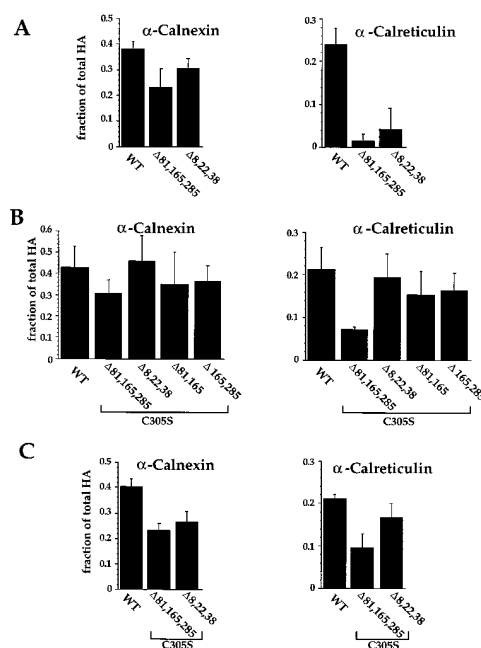 A
α-Calnexin
α-Calreticulin
fraction of total HA
0.5
0.4
0.3
0.2
0.1
0
WT
Δ81,165,285
Δ8,22,38
0.3
0.2
0.1
0
WT
Δ81,165,285
Δ8,22,38
B
α-Calnexin
α-Calreticulin
fraction of total HA
0.6
0.5
0.4
0.3
0.2
0.1
0
WT
Δ81,165,285
Δ8,22,38
Δ81,165
Δ 165,285
C305S
0.3
0.2
0.1
0
WT
Δ81,165,285
Δ8,22,38
Δ81,165
Δ 165,285
C305S
C
α-Calnexin
α-Calreticulin
fraction of total HA
0.5
0.4
0.3
0.2
0.1
0
WT
Δ81,165,285
Δ8,22,38
C305S
0.3
0.2
0.1
0
WT
Δ81,165,285
Δ8,22,38
C305S